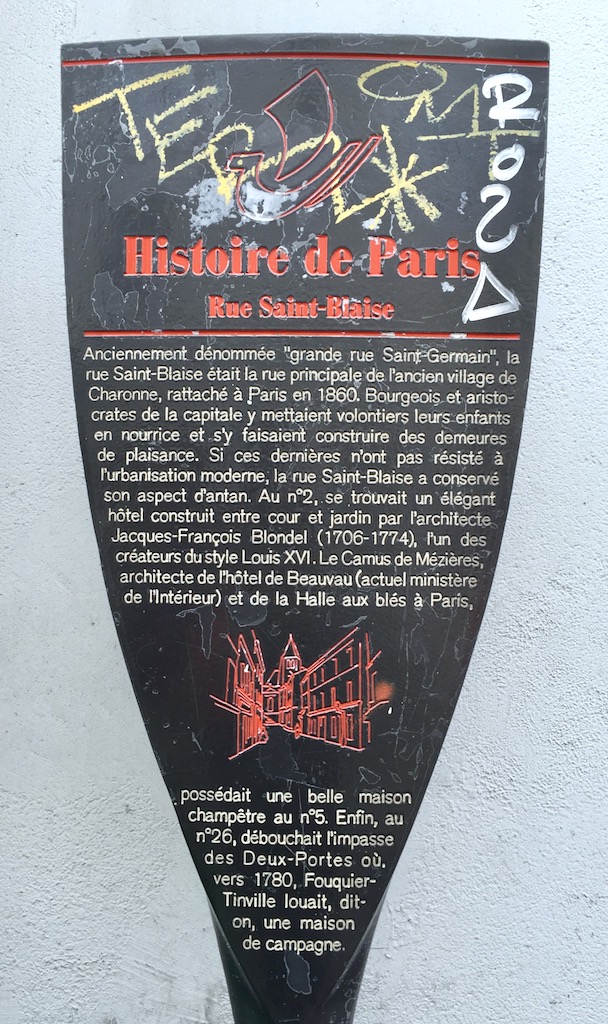 ROSA
Histoire de Paris
Rue Saint-Blaise
Anciennement dénommée "grande rue Saint-Germain", la
rue Saint-Blaise était la rue principale de l'ancien village de
Charonne, rattaché à Paris en 1860. Bourgeois et aristo-
crates de la capitale y mettaient volontiers leurs enfants
en nourrice et s'y faisaient construire des demeures
de plaisance. Si ces dernières n'ont pas résisté à
l'urbanisation moderne, la rue Saint-Blaise a conservé
son aspect d'antan. Au n°2, se trouvait un élégant
hôtel construit entre cour et jardin par l'architecte
Jacques-François Blondel (1706-1774), l'un des
créateurs du style Louis XVI. Le Camus de Mézières,
architecte de l'hôtel de Beauvau (actuel ministère
de l'Intérieur) et de la Halle aux blés à Paris,
possédait une belle maison
champêtre au n°5. Enfin, au
n°26, débouchait l'impasse
des Deux-Portes où,
vers 1780, Fouquier-
Tinville louait, dit-
on, une maison
de campagne.